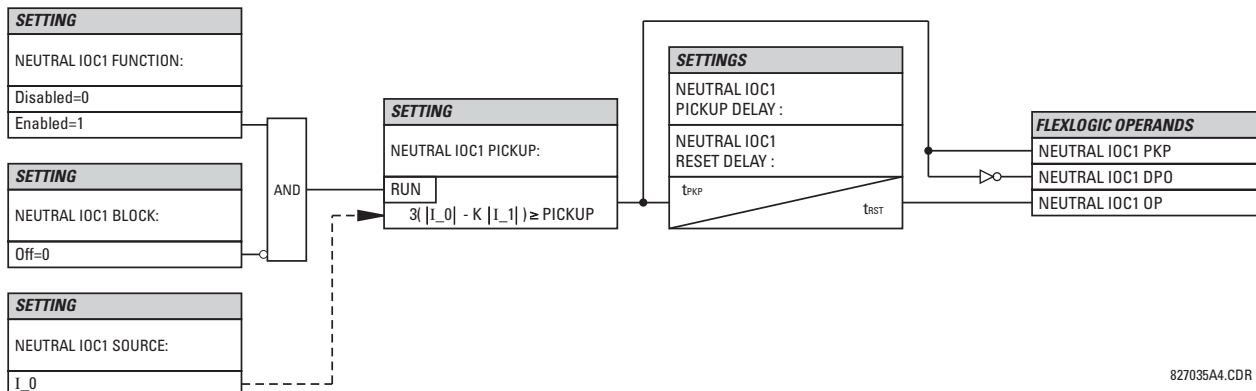 SETTING
NEUTRAL IOC1 FUNCTION:
Disabled=0
Enabled=1
SETTING
NEUTRAL IOC1 BLOCK:
Off=0
SETTING
NEUTRAL IOC1 SOURCE:
I_0
AND
SETTING
NEUTRAL IOC1 PICKUP:
RUN
3( |I_0| - K |I_1| ) ≥ PICKUP
SETTINGS
NEUTRAL IOC1
PICKUP DELAY :
NEUTRAL IOC1
RESET DELAY :
tPKP
tRST
FLEXLOGIC OPERANDS
NEUTRAL IOC1 PKP
NEUTRAL IOC1 DPO
NEUTRAL IOC1 OP
827035A4.CDR